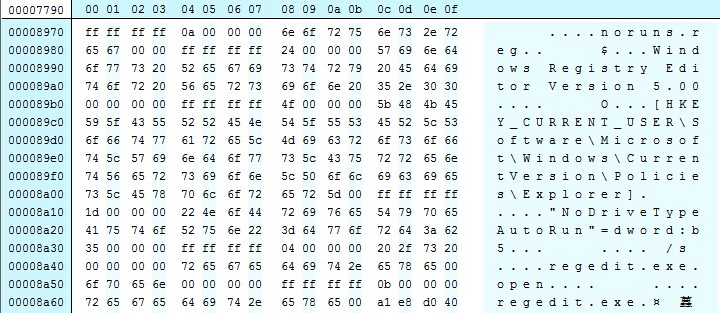 00007790 00 01 02 03 04 05 06 07 08 09 0a 0b 0c 0d 0e 0f
00008970 ff ff ff ff 0a 00 00 00 6e 6f 72 75 6e 73 2e 72 ....noruns.r
00008980 65 67 00 00 ff ff ff ff 24 00 00 00 57 69 6e 64 eg.. $...Wind
00008990 6f 77 73 20 52 65 67 69 73 74 72 79 20 45 64 69 ows Registry Edi
000089a0 74 6f 72 20 56 65 72 73 69 6f 6e 20 35 2e 30 30 tor Version 5.00
000089b0 00 00 00 00 ff ff ff ff 4f 00 00 00 5b 48 4b 45 .... O...[HKE
000089c0 59 5f 43 55 52 52 45 4e 54 5f 55 53 45 52 5c 53 Y_CURRENT_USER\S
000089d0 6f 66 74 77 61 72 65 5c 4d 69 63 72 6f 73 6f 66 oftware\Microsof
000089e0 74 5c 57 69 6e 64 6f 77 73 5c 43 75 72 72 65 6e t\Windows\Curren
000089f0 74 56 65 72 73 69 6f 6e 5c 50 6f 6c 69 63 69 65 tVersion\Policie
00008a00 73 5c 45 78 70 6c 6f 72 65 72 5d 00 ff ff ff ff s\Explorer].
00008a10 1d 00 00 00 22 4e 6f 44 72 69 76 65 54 79 70 65 ...."NoDriveType
00008a20 41 75 74 6f 52 75 6e 22 3d 64 77 6f 72 64 3a 62 AutoRun"=dword:b
00008a30 35 00 00 00 ff ff ff ff 04 00 00 00 20 2f 73 20 5... .... /s
00008a40 00 00 00 00 72 65 67 65 64 69 74 2e 65 78 65 00 ....regedit.exe.
00008a50 6f 70 65 6e 00 00 00 00 ff ff ff ff 0b 00 00 00 open.... ....
00008a60 72 65 67 65 64 69 74 2e 65 78 65 00 a1 e8 d0 40 regedit.exe.¤